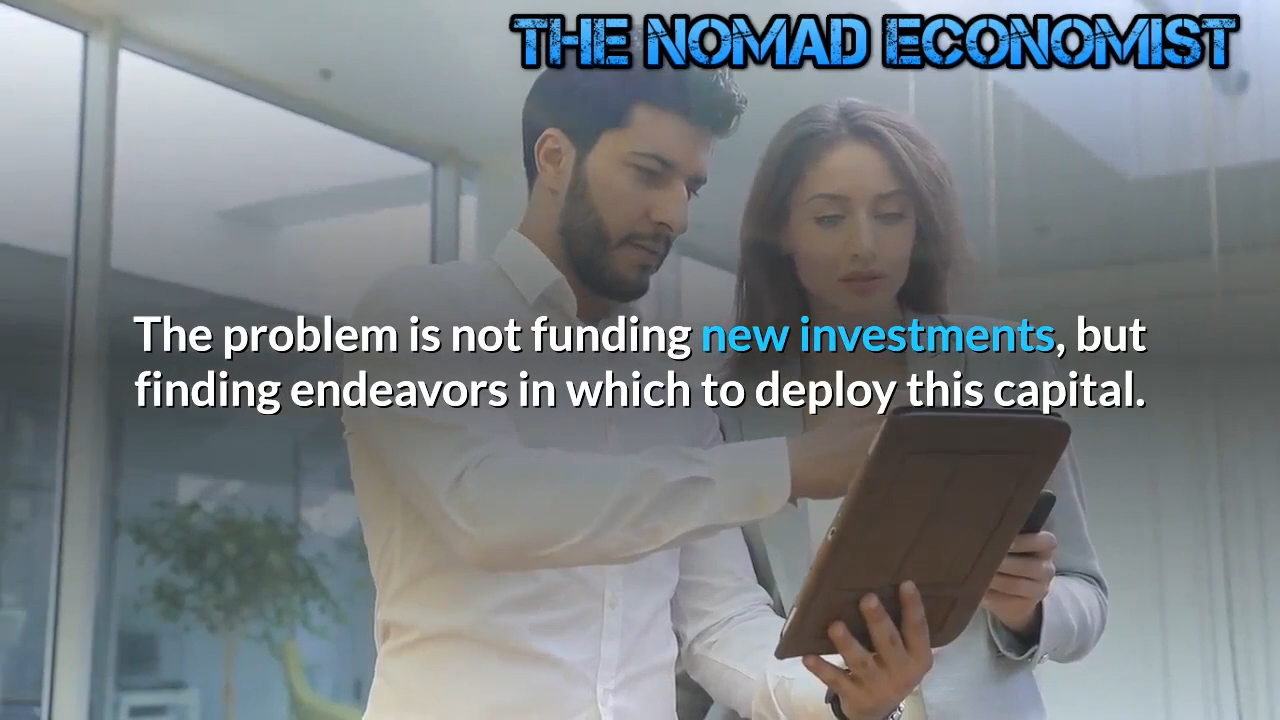 THE NOMAD ECONOMIST
The problem is not funding new investments, but
finding endeavors in which to deploy this capital.